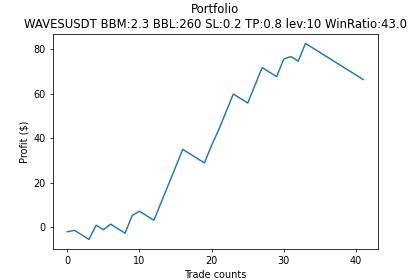 Portfolio
WAVESUSDT BBM:2.3 BBL:260 SL:0.2 TP:0.8 lev:10 WinRatio:43.0
80
60
40
20
0
Profit ($)
0 10 20 30 40
Trade counts